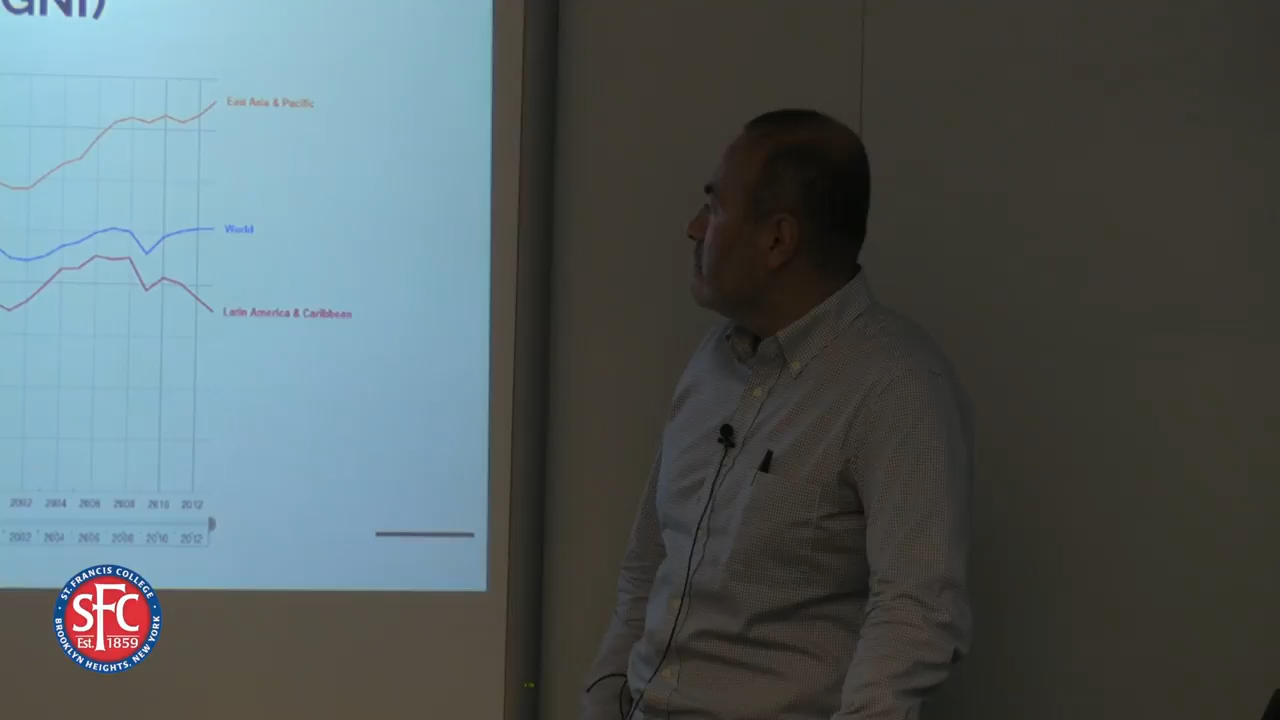 GNI)
East Asia & Pacific
World
Latin America & Caribbean
2002 2004 2006 2008 2010 2012
2002 2004 2006 2008 2010 2012
ST. FRANCIS COLLEGE
SFC
Est. 1859
BROOKLYN HEIGHTS, NEW YORK